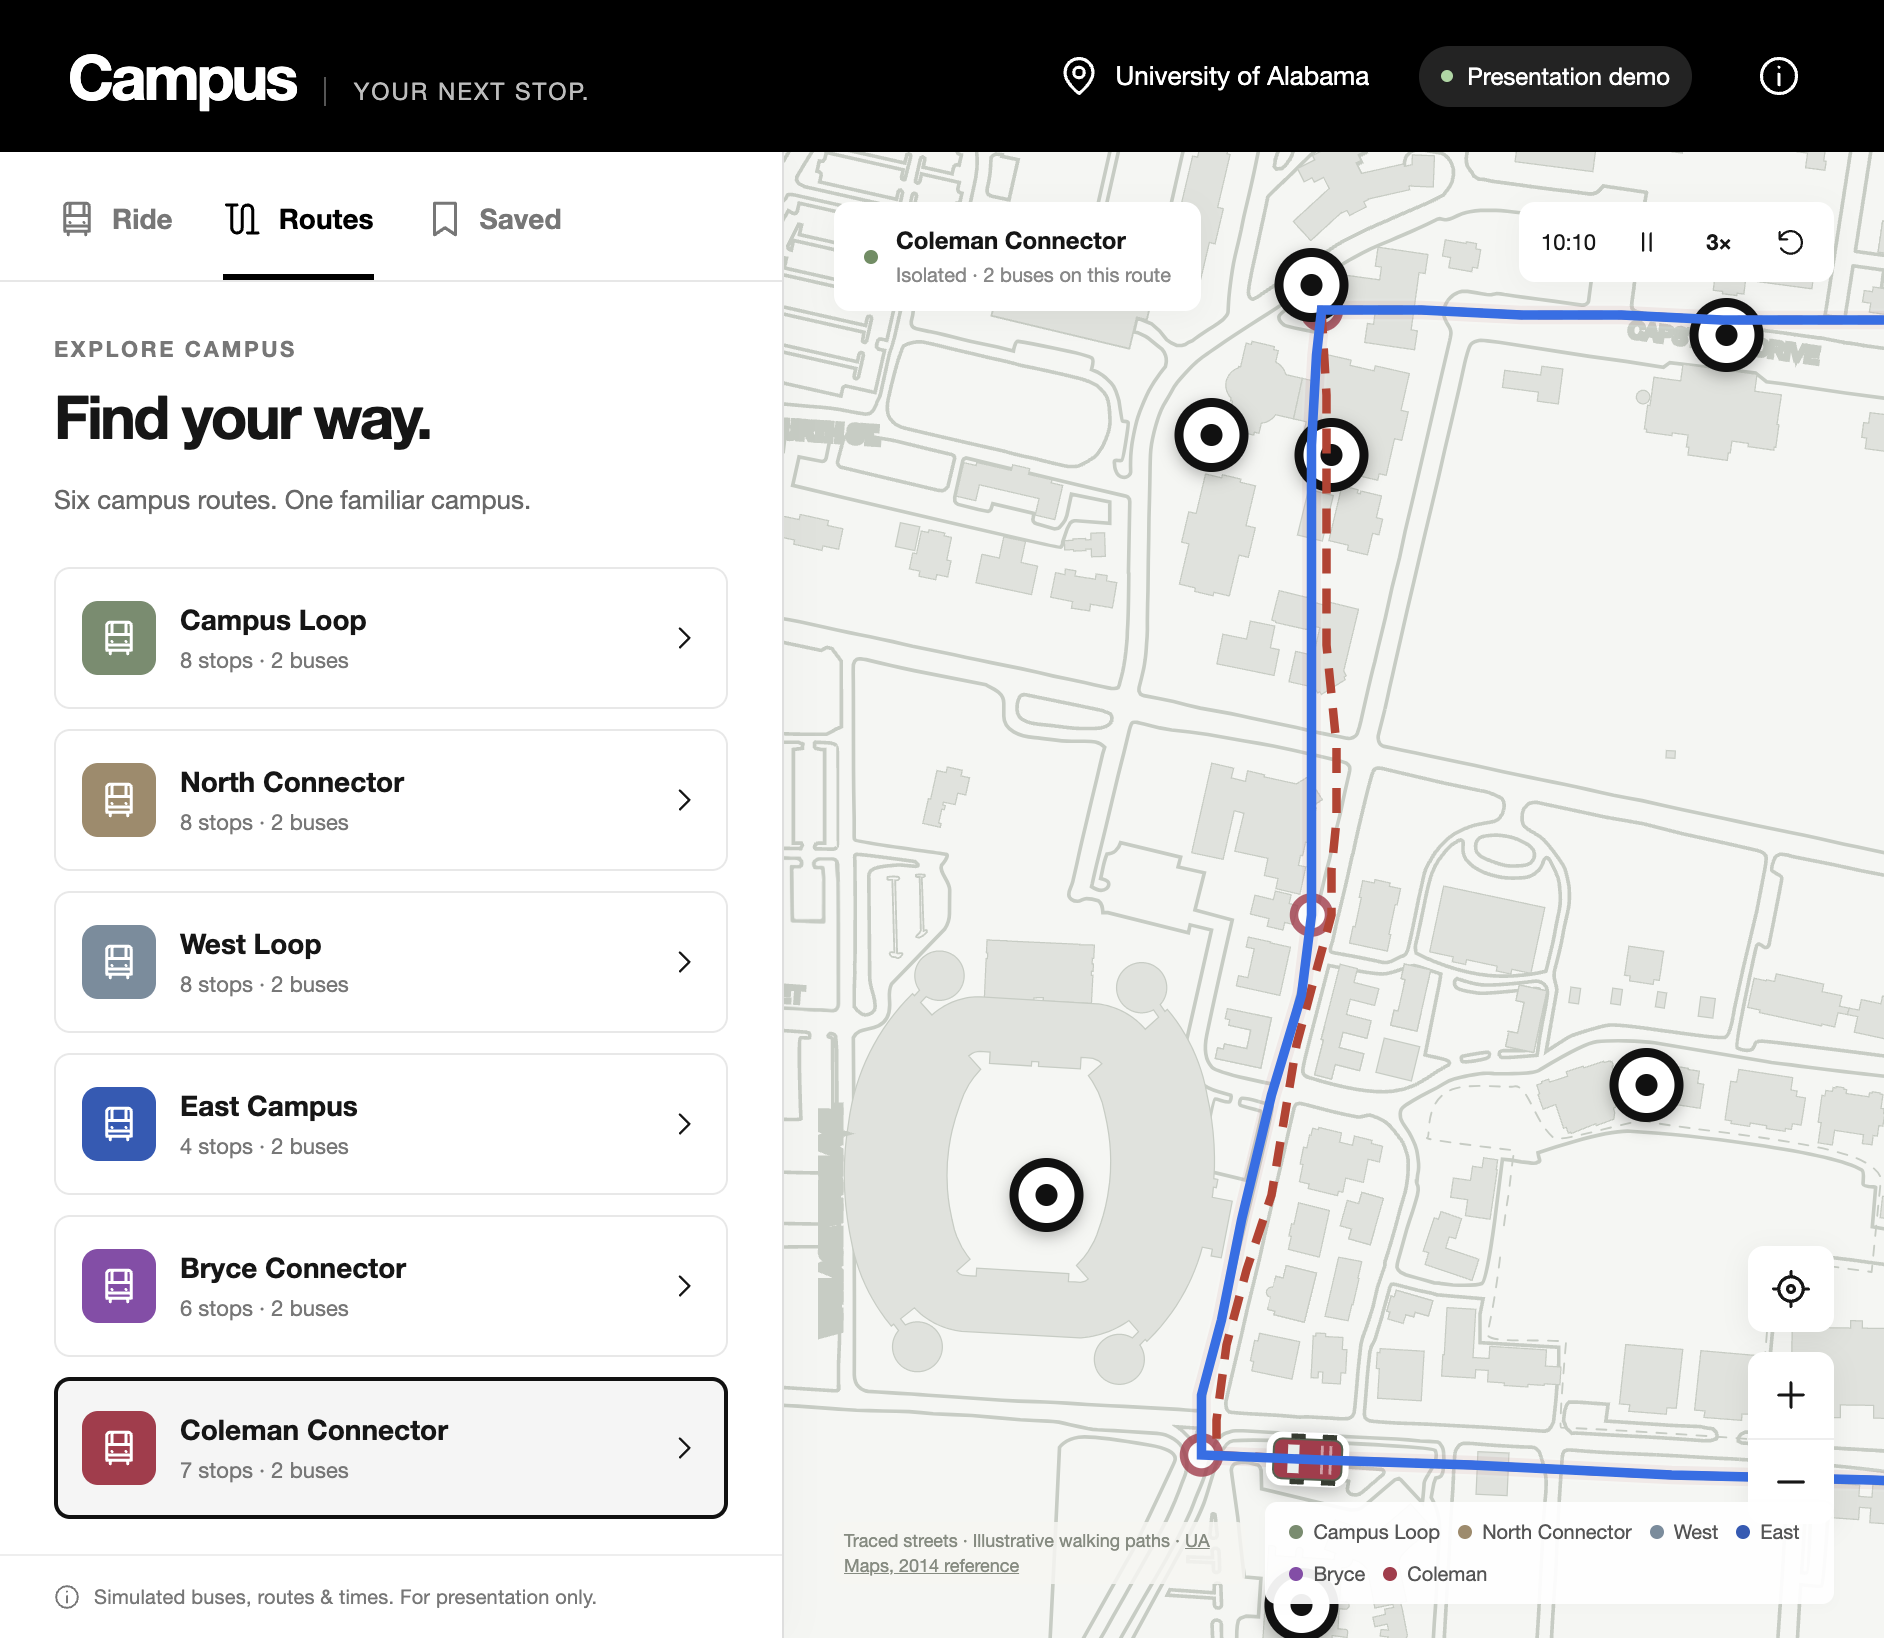 Campus
YOUR NEXT STOP.
University of Alabama
Presentation demo
Ride
Routes
Saved
EXPLORE CAMPUS
Find your way.
Six campus routes. One familiar campus.
Campus Loop
8 stops · 2 buses
North Connector
8 stops · 2 buses
West Loop
8 stops · 2 buses
East Campus
4 stops · 2 buses
Bryce Connector
6 stops · 2 buses
Coleman Connector
7 stops · 2 buses
Simulated buses, routes & times. For presentation only.
Coleman Connector
Isolated · 2 buses on this route
10:10
3×
DRIVE
Traced streets · Illustrative walking paths · UA
Maps, 2014 reference
Campus Loop
North Connector
West
East
Bryce
Coleman